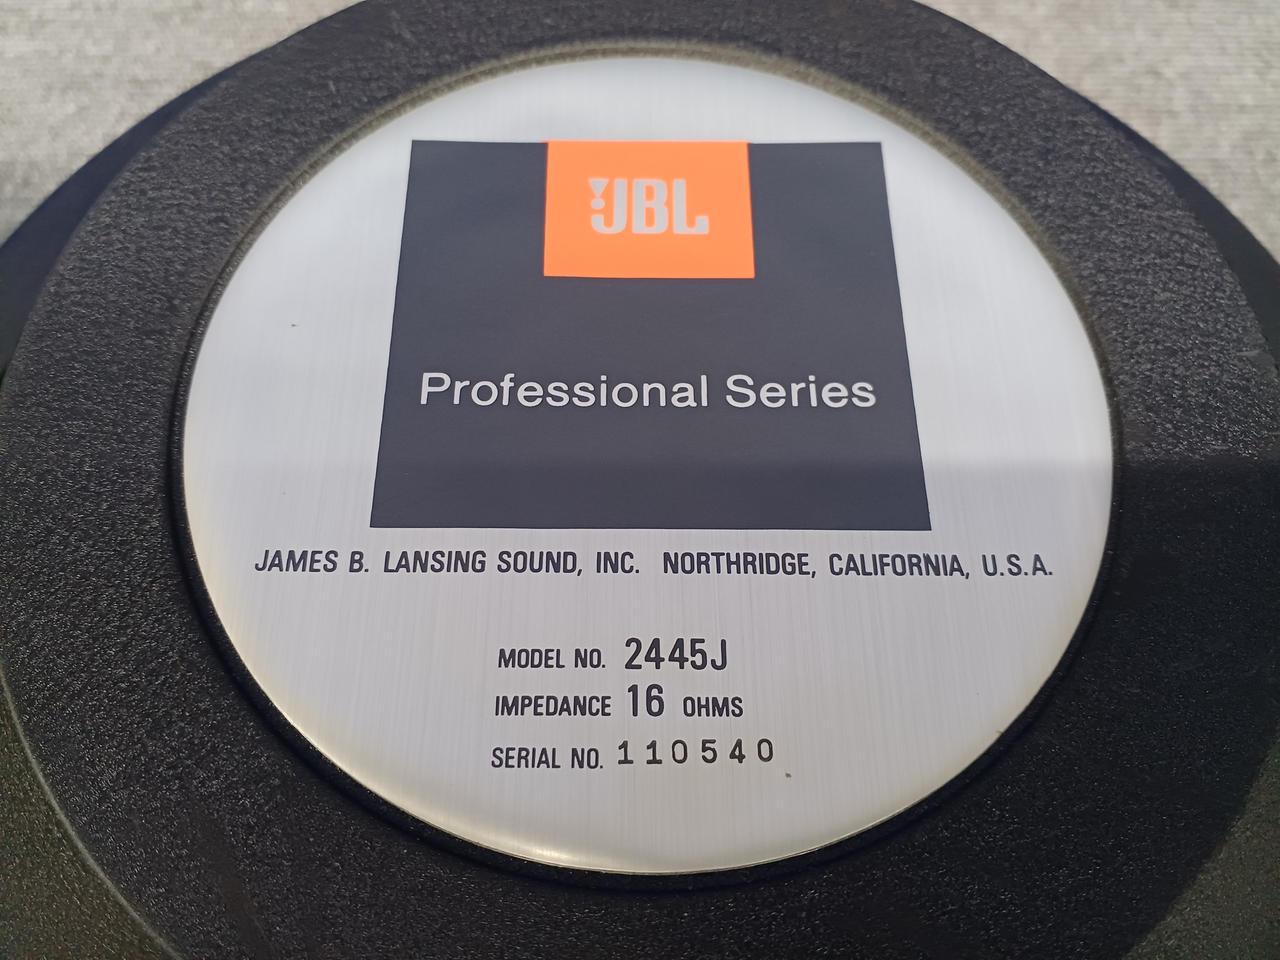 JBL
Professional Series
JAMES B. LANSING SOUND, INC. NORTHRIDGE, CALIFORNIA, U.S.A.
MODEL NO. 2445J
IMPEDANCE 16 OHMS
SERIAL NO. 110540